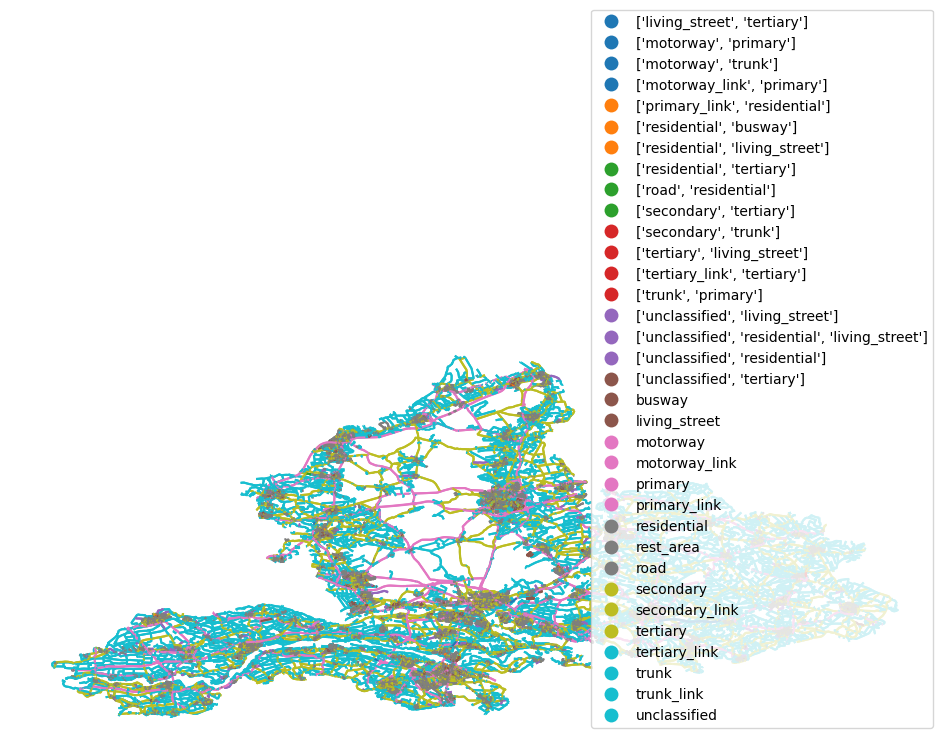 ['living_street', 'tertiary']
['motorway', 'primary']
['motorway', 'trunk']
['motorway_link', 'primary']
['primary_link', 'residential']
['residential', 'busway']
['residential', 'living_street']
['residential', 'tertiary']
['road', 'residential']
['secondary', 'tertiary']
['secondary', 'trunk']
['tertiary', 'living_street']
['tertiary_link', 'tertiary']
['trunk', 'primary']
['unclassified', 'living_street']
['unclassified', 'residential', 'living_street']
['unclassified', 'residential']
['unclassified', 'tertiary']
busway
living_street
motorway
motorway_link
primary
primary_link
residential
rest_area
road
secondary
secondary_link
tertiary
tertiary_link
trunk
trunk_link
unclassified